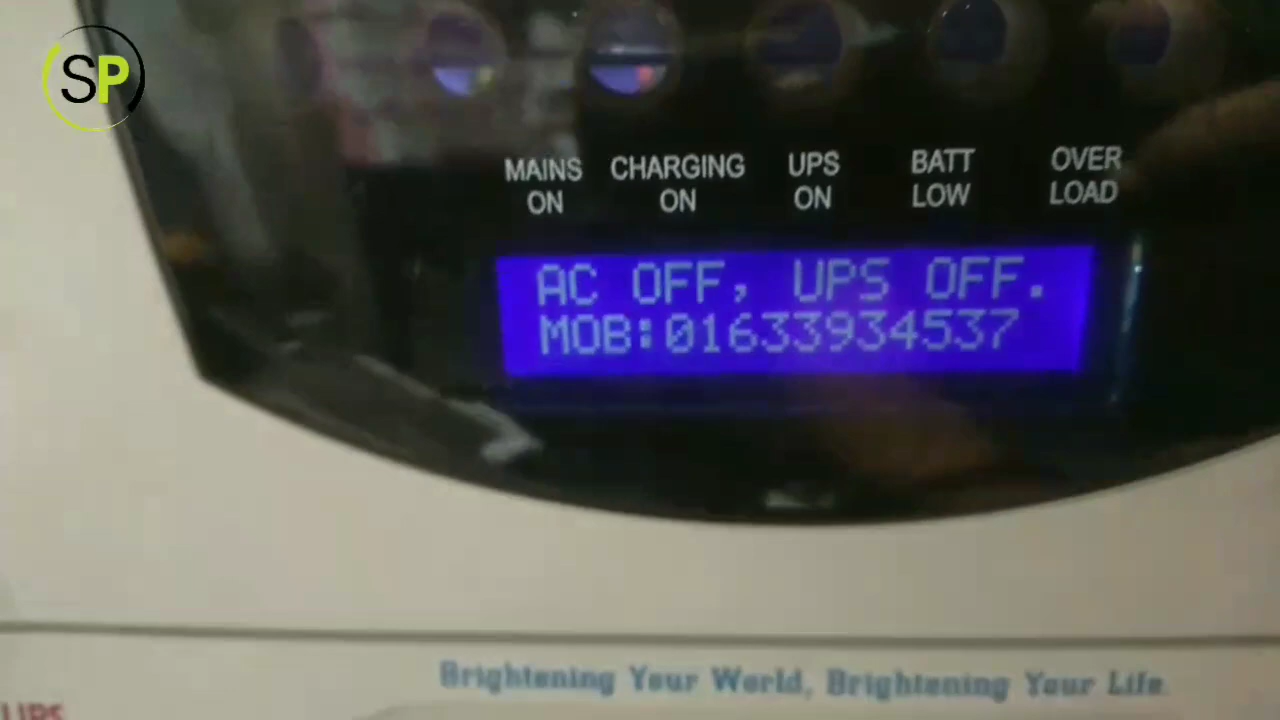 SP
MAINS ON
CHARGING ON
UPS ON
BATT LOW
OVER LOAD
AC OFF, UPS OFF.
MOB:01633934537
Brightening Your World, Brightening Your Life.
UPS